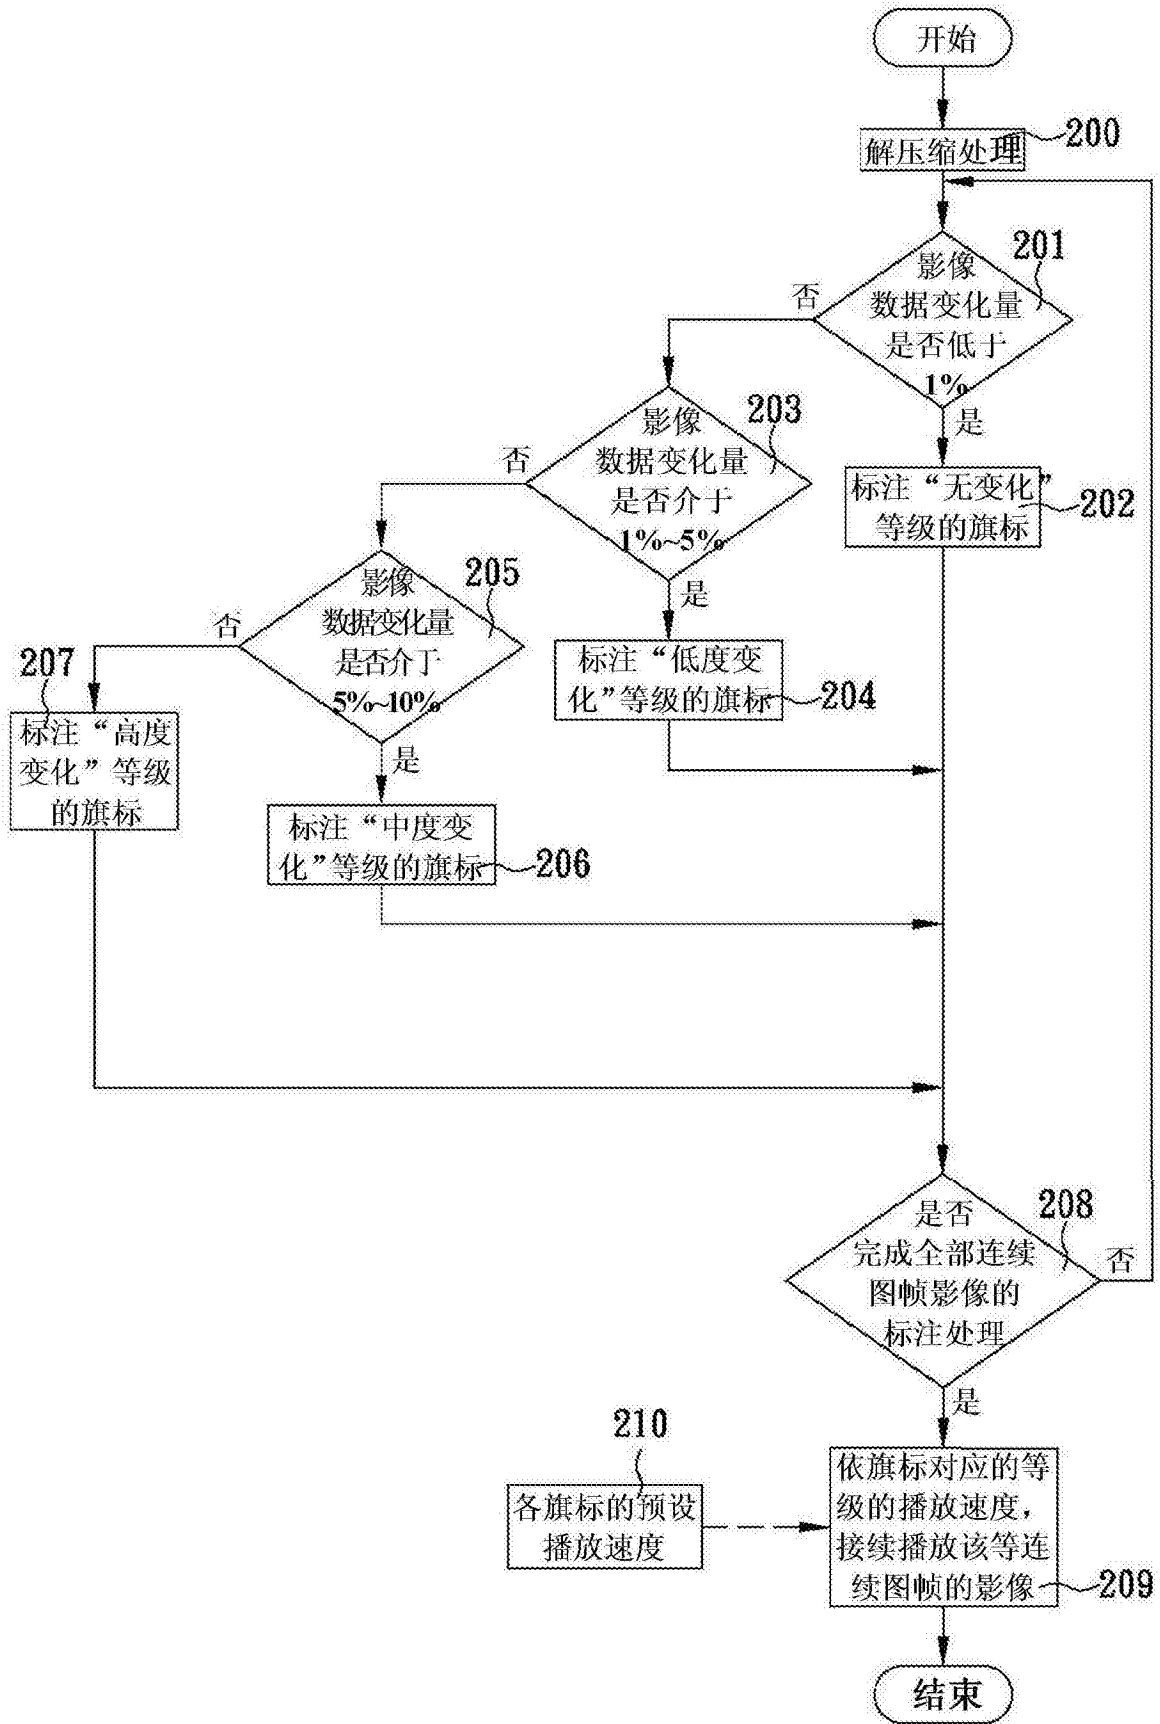 开始
解压缩处理
200
影像
数据变化量
是否低于
1%
201
否
是
标注“无变化”
等级的旗标
202
影像
数据变化量
是否介于
1%~5%
203
否
是
标注“低度变
化”等级的旗标
204
影像
数据变化量
是否介于
5%~10%
205
否
是
207
标注“高度
变化”等级
的旗标
标注“中度变
化”等级的旗标
206
是否
完成全部连续
图帧影像的
标注处理
208
否
是
210
各旗标的预设
播放速度
依旗标对应的等
级的播放速度，
接续播放该等连
续图帧的影像
209
结束